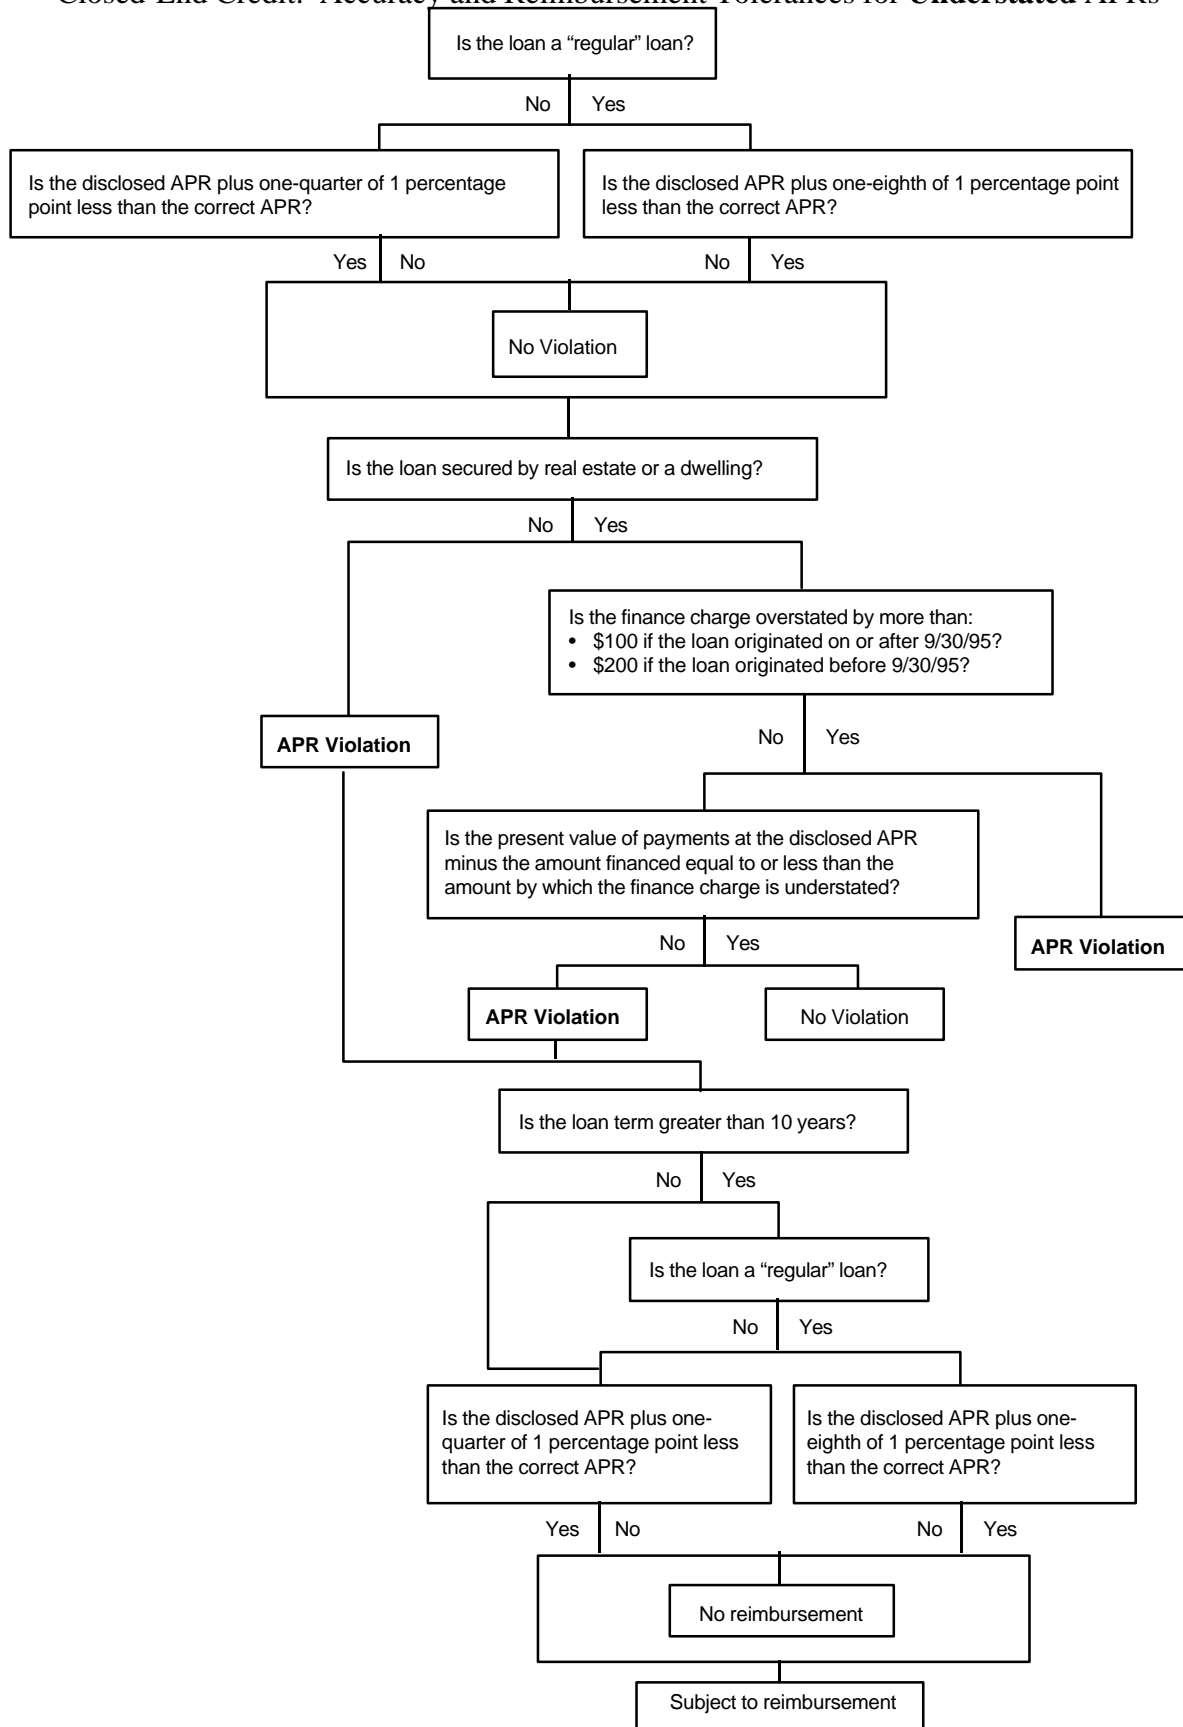 Closed-End Credit: Accuracy and Reimbursement Tolerances for Understated APRs
Is the loan a “regular” loan?
No Yes
Is the disclosed APR plus one-quarter of 1 percentage
point less than the correct APR?
Is the disclosed APR plus one-eighth of 1 percentage point
less than the correct APR?
Yes No
No Yes
No Violation
Is the loan secured by real estate or a dwelling?
No Yes
Is the finance charge overstated by more than:
• $100 if the loan originated on or after 9/30/95?
• $200 if the loan originated before 9/30/95?
APR Violation
No Yes
Is the present value of payments at the disclosed APR
minus the amount financed equal to or less than the
amount by which the finance charge is understated?
No Yes
APR Violation
APR Violation
No Violation
Is the loan term greater than 10 years?
No Yes
Is the loan a “regular” loan?
No Yes
Is the disclosed APR plus one-
quarter of 1 percentage point less
than the correct APR?
Is the disclosed APR plus one-
eighth of 1 percentage point less
than the correct APR?
Yes No
No Yes
No reimbursement
Subject to reimbursement